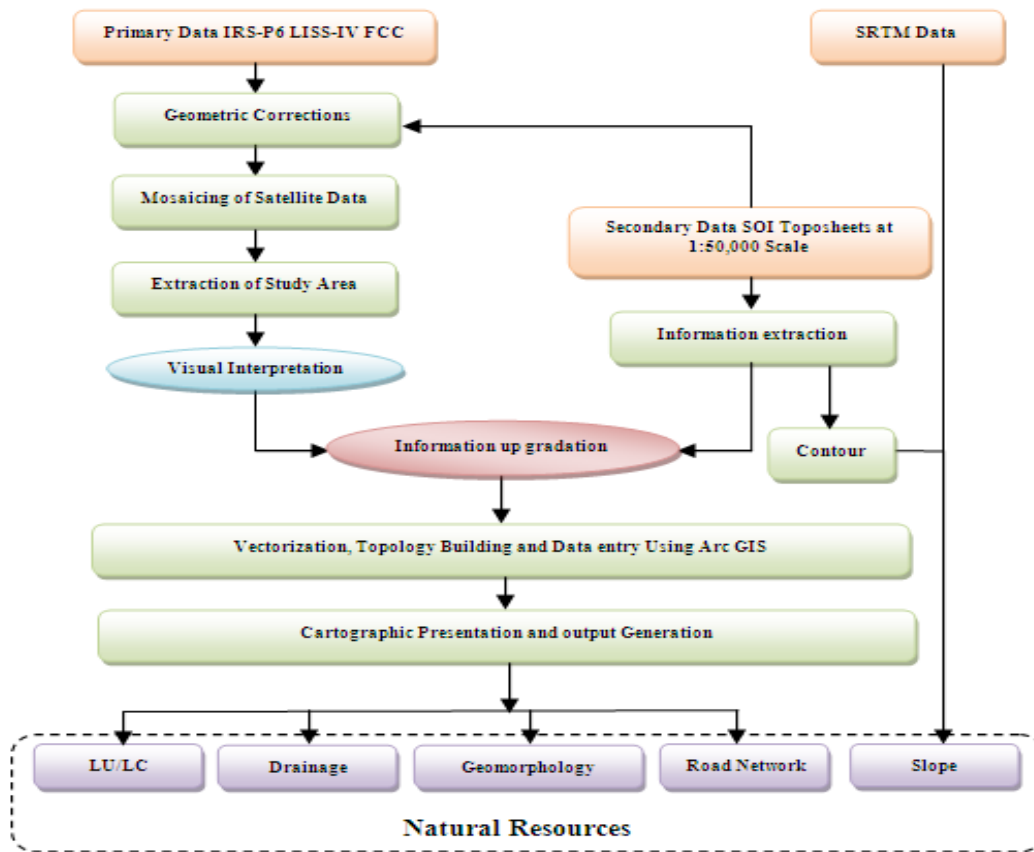 Primary Data IRS-P6 LISS-IV FCC
SRTM Data
Geometric Corrections
Mosaicing of Satellite Data
Secondary Data SOI Toposheets at
1:50,000 Scale
Extraction of Study Area
Information extraction
Visual Interpretation
Information up gradation
Contour
Vectorization, Topology Building and Data entry Using Arc GIS
Cartographic Presentation and output Generation
LU/LC
Drainage
Geomorphology
Road Network
Slope
Natural Resources